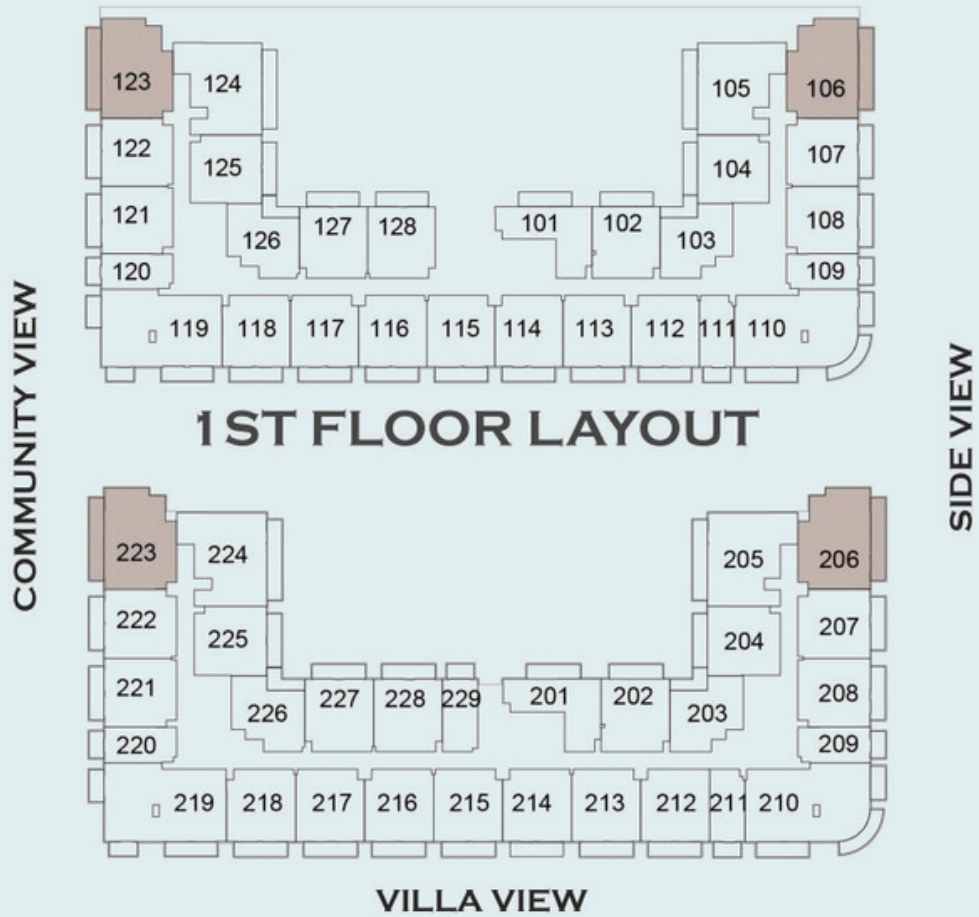 123 124 105 106
122 125 104 107
121 126 127 128 101 102 103 108
120 109
119 118 117 116 115 114 113 112 111 110
1ST FLOOR LAYOUT
COMMUNITY VIEW
SIDE VIEW
223 224 205 206
222 225 204 207
221 226 227 228 229 201 202 203 208
220 209
219 218 217 216 215 214 213 212 211 210
VILLA VIEW